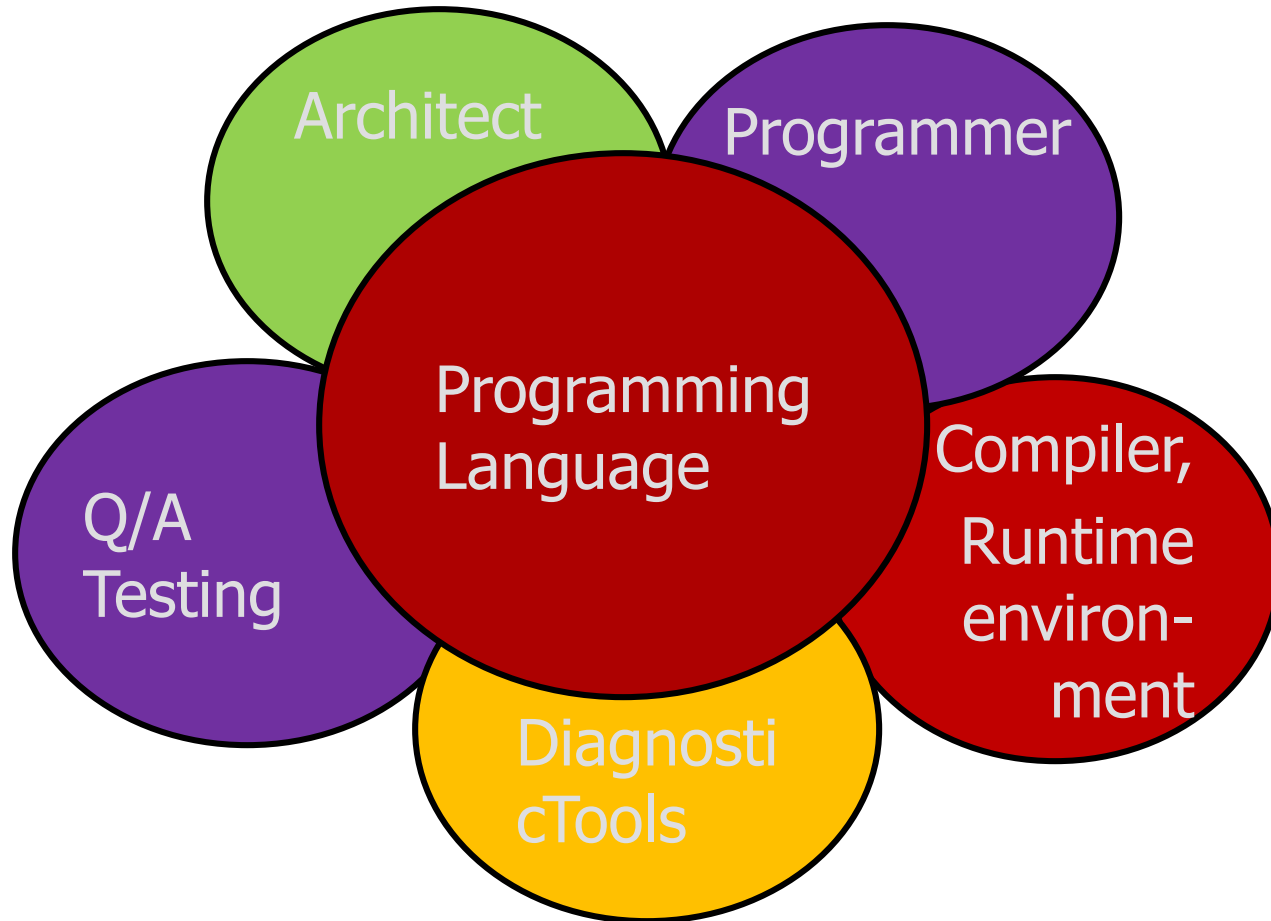 Architect
Programmer
Programming
Language
Compiler,
Runtime
environ-
ment
Q/A
Testing
Diagnosti
cTools